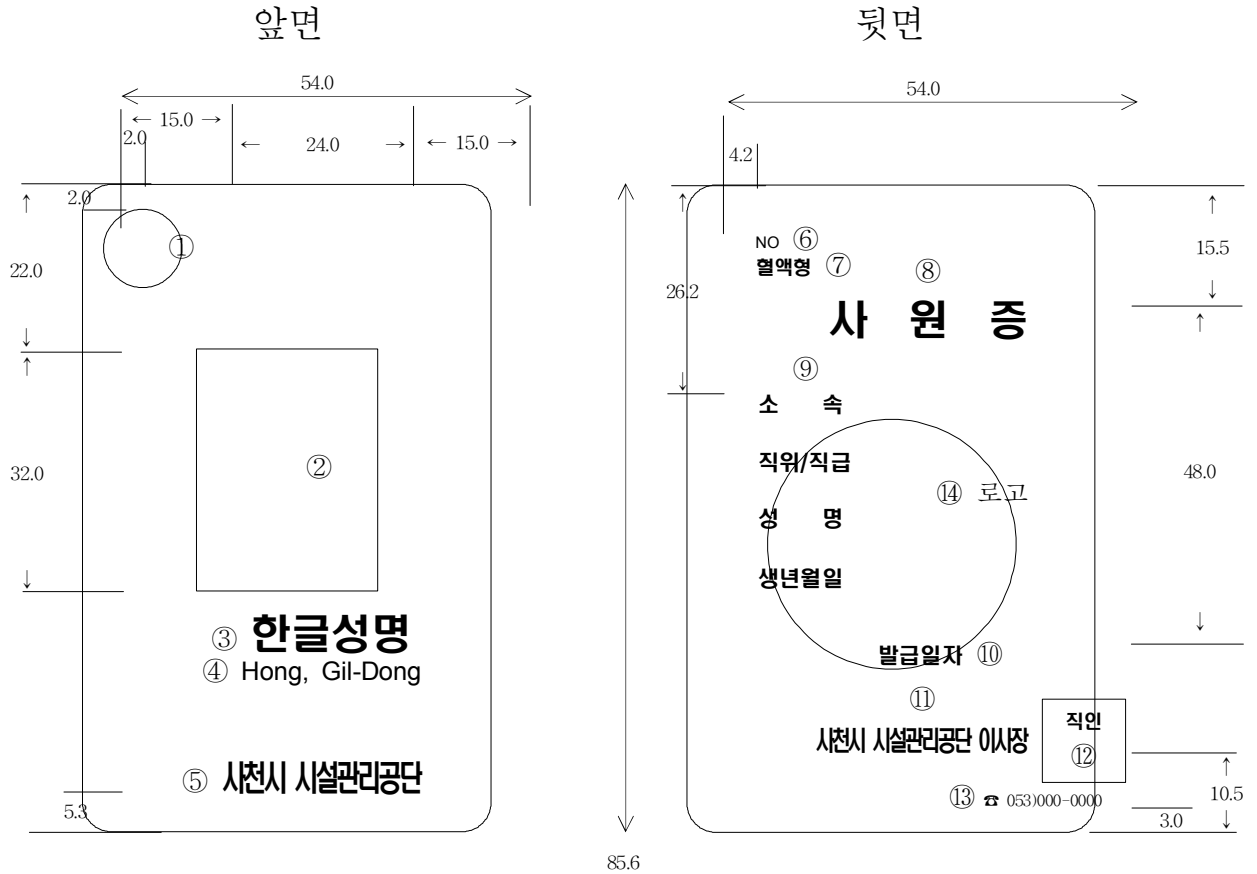 앞면
54.0
← 15.0 →
2.0
← 24.0 →
← 15.0 →
2.0
①
22.0
32.0
②
③ 한글성명
④ Hong, Gil-Dong
⑤ 사천시 시설관리공단
5.3
뒷면
54.0
4.2
NO ⑥
혈액형 ⑦
⑧
15.5
26.2
사 원 증
⑨
소 속
직위/직급
⑭ 로고
48.0
성 명
생년월일
발급일자 ⑩
⑪
사천시 시설관리공단 이사장
직인
⑫
⑬ ☎ 053)000-0000
10.5
3.0
85.6